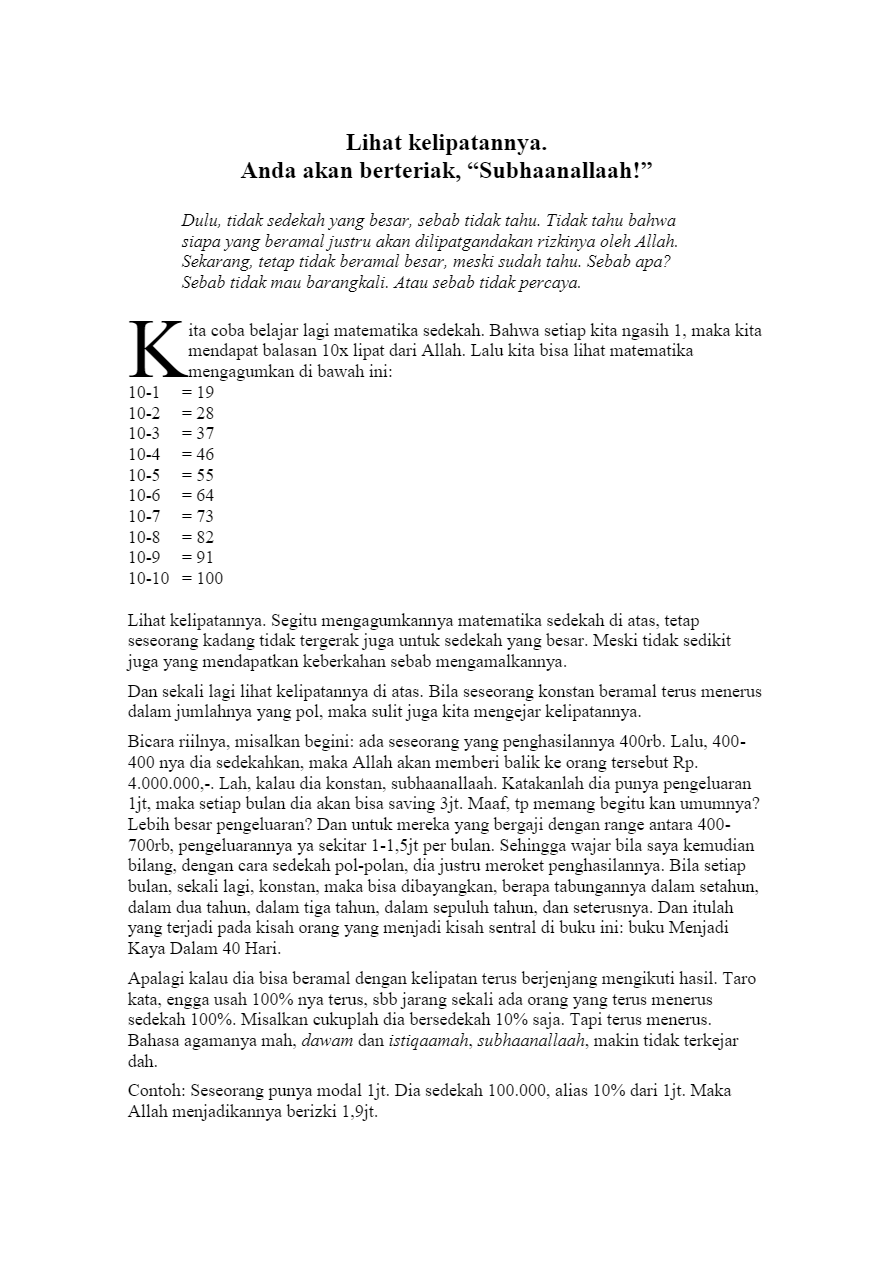 Lihat kelipatannya.
Anda akan berteriak, “Subhaanallaah!”
Dulu, tidak sedekah yang besar, sebab tidak tahu. Tidak tahu bahwa
siapa yang beramal justru akan dilipatgandakan rizkinya oleh Allah.
Sekarang, tetap tidak beramal besar, meski sudah tahu. Sebab apa?
Sebab tidak mau barangkali. Atau sebab tidak percaya.
Kita coba belajar lagi matematika sedekah. Bahwa setiap kita ngasih 1, maka kita
mendapat balasan 10x lipat dari Allah. Lalu kita bisa lihat matematika
mengagumkan di bawah ini:
10-1 = 19
10-2 = 28
10-3 = 37
10-4 = 46
10-5 = 55
10-6 = 64
10-7 = 73
10-8 = 82
10-9 = 91
10-10 = 100
Lihat kelipatannya. Segitu mengagumkannya matematika sedekah di atas, tetap
seseorang kadang tidak tergerak juga untuk sedekah yang besar. Meski tidak sedikit
juga yang mendapatkan keberkahan sebab mengamalkannya.
Dan sekali lagi lihat kelipatannya di atas. Bila seseorang konstan beramal terus menerus
dalam jumlahnya yang pol, maka sulit juga kita mengejar kelipatannya.
Bicara riilnya, misalkan begini: ada seseorang yang penghasilannya 400rb. Lalu, 400-
400 nya dia sedekahkan, maka Allah akan memberi balik ke orang tersebut Rp.
4.000.000,-. Lah, kalau dia konstan, subhaanallaah. Katakanlah dia punya pengeluaran
1jt, maka setiap bulan dia akan bisa saving 3jt. Maaf, tp memang begitu kan umumnya?
Lebih besar pengeluaran? Dan untuk mereka yang bergaji dengan range antara 400-
700rb, pengeluarannya ya sekitar 1-1,5jt per bulan. Sehingga wajar bila saya kemudian
bilang, dengan cara sedekah pol-polan, dia justru meroket penghasilannya. Bila setiap
bulan, sekali lagi, konstan, maka bisa dibayangkan, berapa tabungannya dalam setahun,
dalam dua tahun, dalam tiga tahun, dalam sepuluh tahun, dan seterusnya. Dan itulah
yang terjadi pada kisah orang yang menjadi kisah sentral di buku ini: buku Menjadi
Kaya Dalam 40 Hari.
Apalagi kalau dia bisa beramal dengan kelipatan terus berjenjang mengikuti hasil. Taro
kata, engga usah 100% nya terus, sbb jarang sekali ada orang yang terus menerus
sedekah 100%. Misalkan cukuplah dia bersedekah 10% saja. Tapi terus menerus.
Bahasa agamanya mah, dawam dan istiqaamah, subhaanallaah, makin tidak terkejar
dah.
Contoh: Seseorang punya modal 1jt. Dia sedekah 100.000, alias 10% dari 1jt. Maka
Allah menjadikannya berizki 1,9jt.